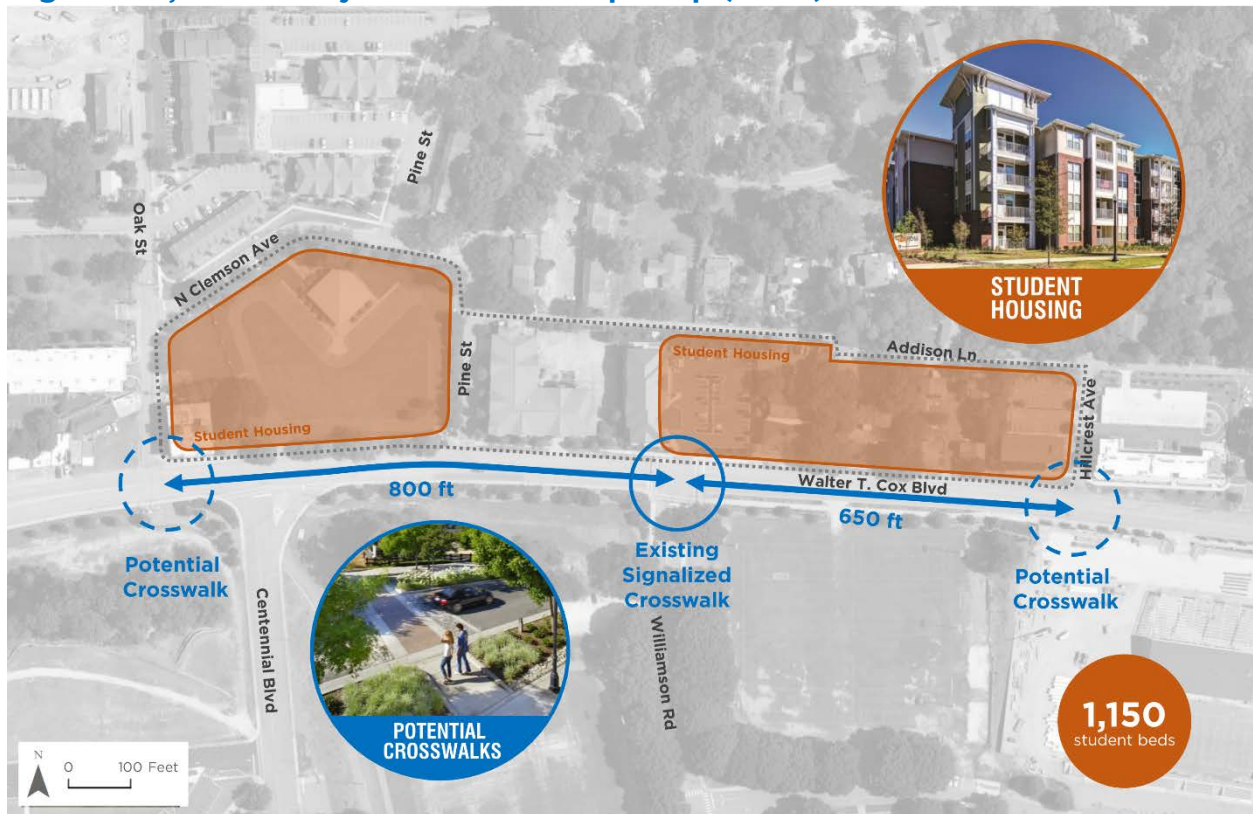 Pine St
Oak St
N Clemson Ave
STUDENT
HOUSING
Student Housing
Addison Ln
Pine St
Hillcrest Ave
Student Housing
Walter T. Cox Blvd
800 ft
650 ft
Potential
Crosswalk
Existing
Signalized
Crosswalk
Potential
Crosswalk
Centennial Blvd
Williamson Rd
POTENTIAL
CROSSWALKS
1,150
student beds
N
0 100 Feet